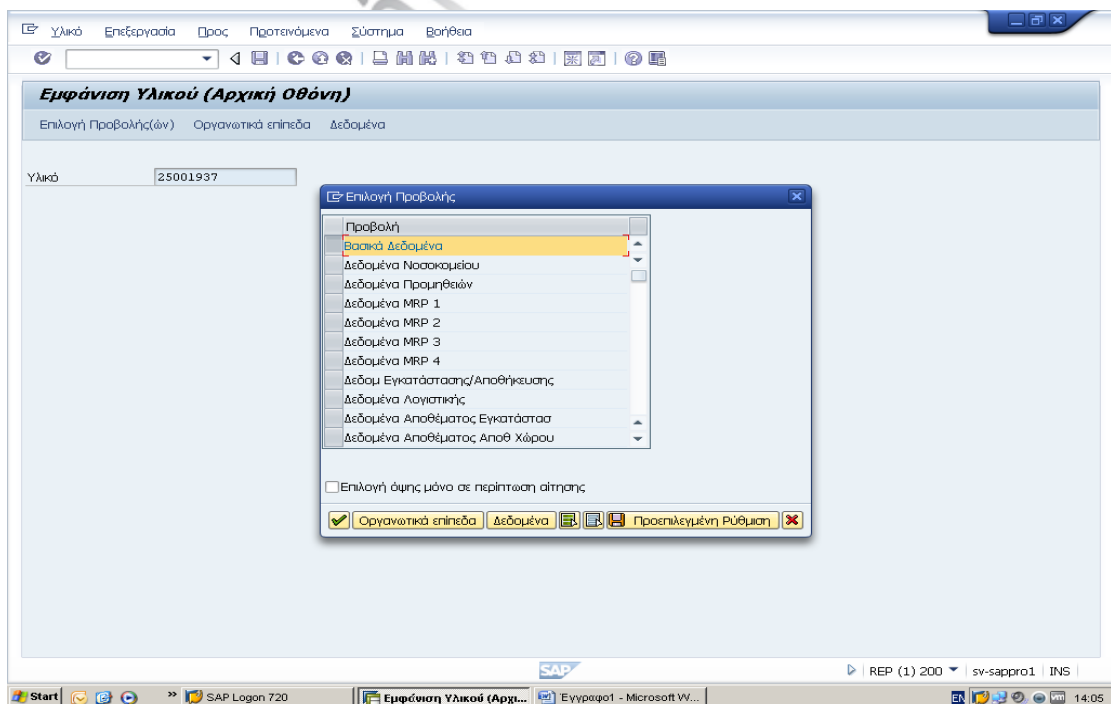 Υλικό Επεξεργασία Προς Προτεινόμενα Σύστημα Βοήθεια
Εμφάνιση Υλικού (Αρχική Οθόνη)
Επιλογή Προβολής(ών) Οργανωτικά επίπεδα Δεδομένα
Υλικό 25001937
Επιλογή Προβολής
Προβολή
Βασικά Δεδομένα
Δεδομένα Νοσοκομείου
Δεδομένα Προμηθειών
Δεδομένα MRP 1
Δεδομένα MRP 2
Δεδομένα MRP 3
Δεδομένα MRP 4
Δεδομ Εγκατάστασης/Αποθήκευσης
Δεδομένα Λογιστικής
Δεδομένα Αποθέματος Εγκατάστασ
Δεδομένα Αποθέματος Αποθ Χώρου
Επιλογή όψης μόνο σε περίπτωση αίτησης
Οργανωτικά επίπεδα Δεδομένα Προεπιλεγμένη Ρύθμιση
SAP
REP (1) 200 sv-sappro1 INS
Start » SAP Logon 720 Εμφάνιση Υλικού (Αρχι... Έγγραφο1 - Microsoft W... EN 14:05